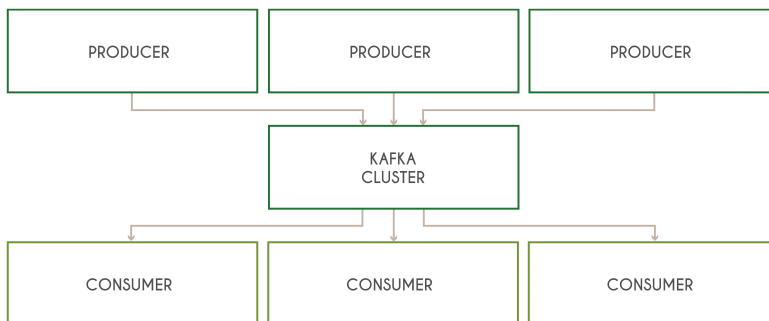 PRODUCER
PRODUCER
PRODUCER
KAFKA
CLUSTER
CONSUMER
CONSUMER
CONSUMER